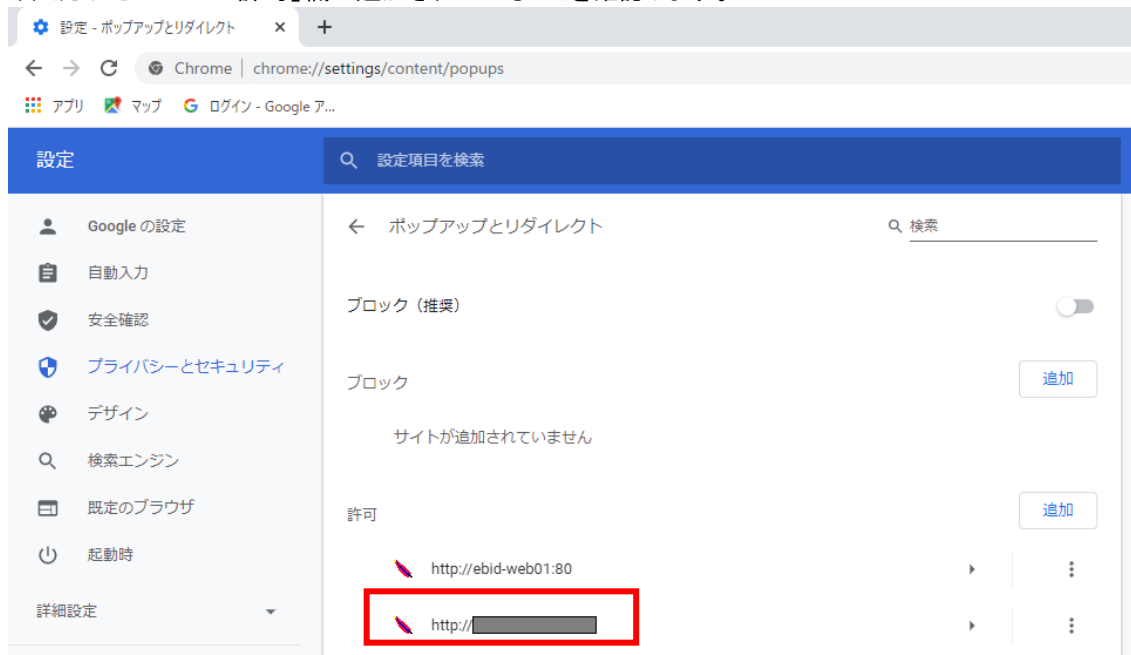 設定 - ポップアップとリダイレクト
Chrome | chrome://settings/content/popups
アプリ マップ ログイン - Google ア...
設定
設定項目を検索
Google の設定
自動入力
安全確認
プライバシーとセキュリティ
デザイン
検索エンジン
既定のブラウザ
起動時
詳細設定
ポップアップとリダイレクト
検索
ブロック（推奨）
ブロック
追加
サイトが追加されていません
許可
追加
http://ebid-web01:80
http://